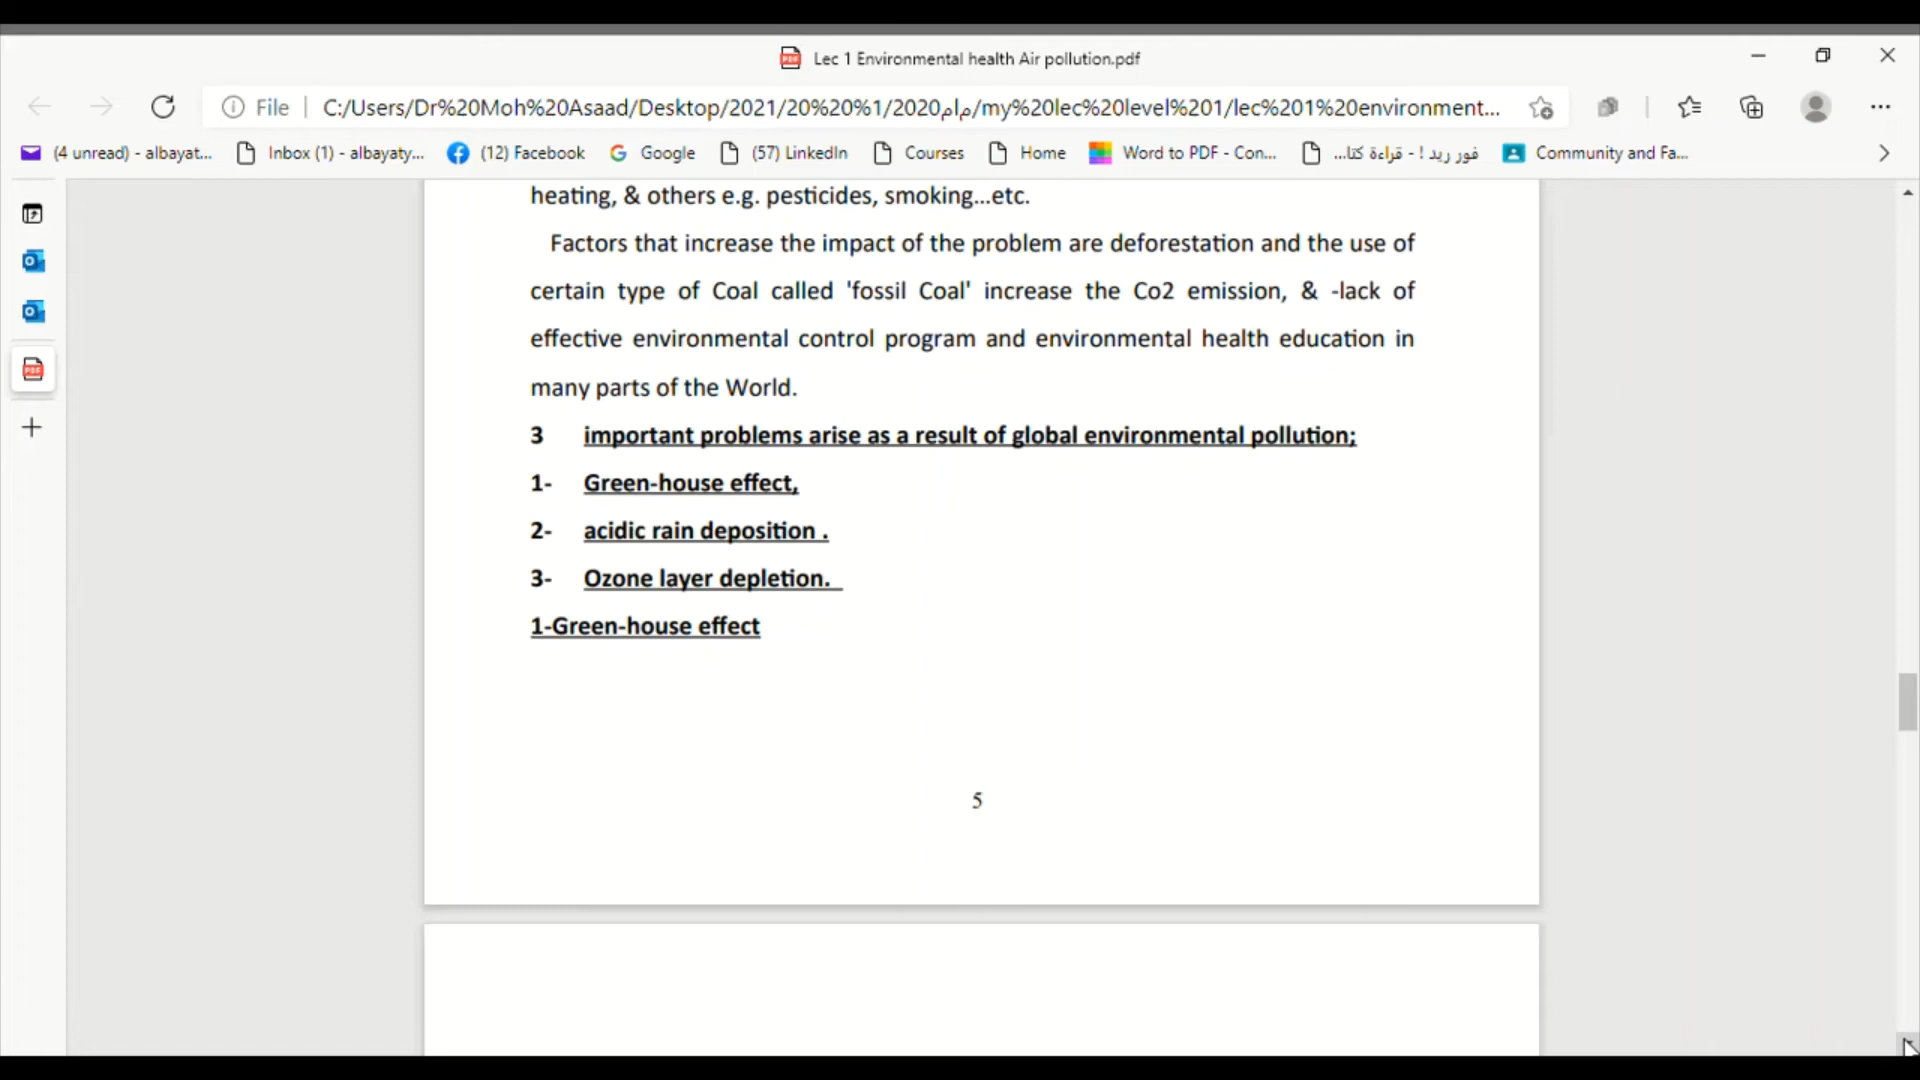 Lec 1 Environmental health Air pollution.pdf
File C:/Users/Dr%20Moh%20Asaad/Desktop/2021/20%20%1/2020مام/my%20lec%20level%201/lec%201%20environment...
(4 unread) - albayat... Inbox (1) - albayaty... (12) Facebook Google (57) LinkedIn Courses Home Word to PDF - Con... فور ريد ! - قراءة كتا... Community and Fa...
heating, & others e.g. pesticides, smoking...etc.
Factors that increase the impact of the problem are deforestation and the use of
certain type of Coal called 'fossil Coal' increase the Co2 emission, & -lack of
effective environmental control program and environmental health education in
many parts of the World.
3 important problems arise as a result of global environmental pollution;
1- Green-house effect,
2- acidic rain deposition .
3- Ozone layer depletion.
1-Green-house effect
5